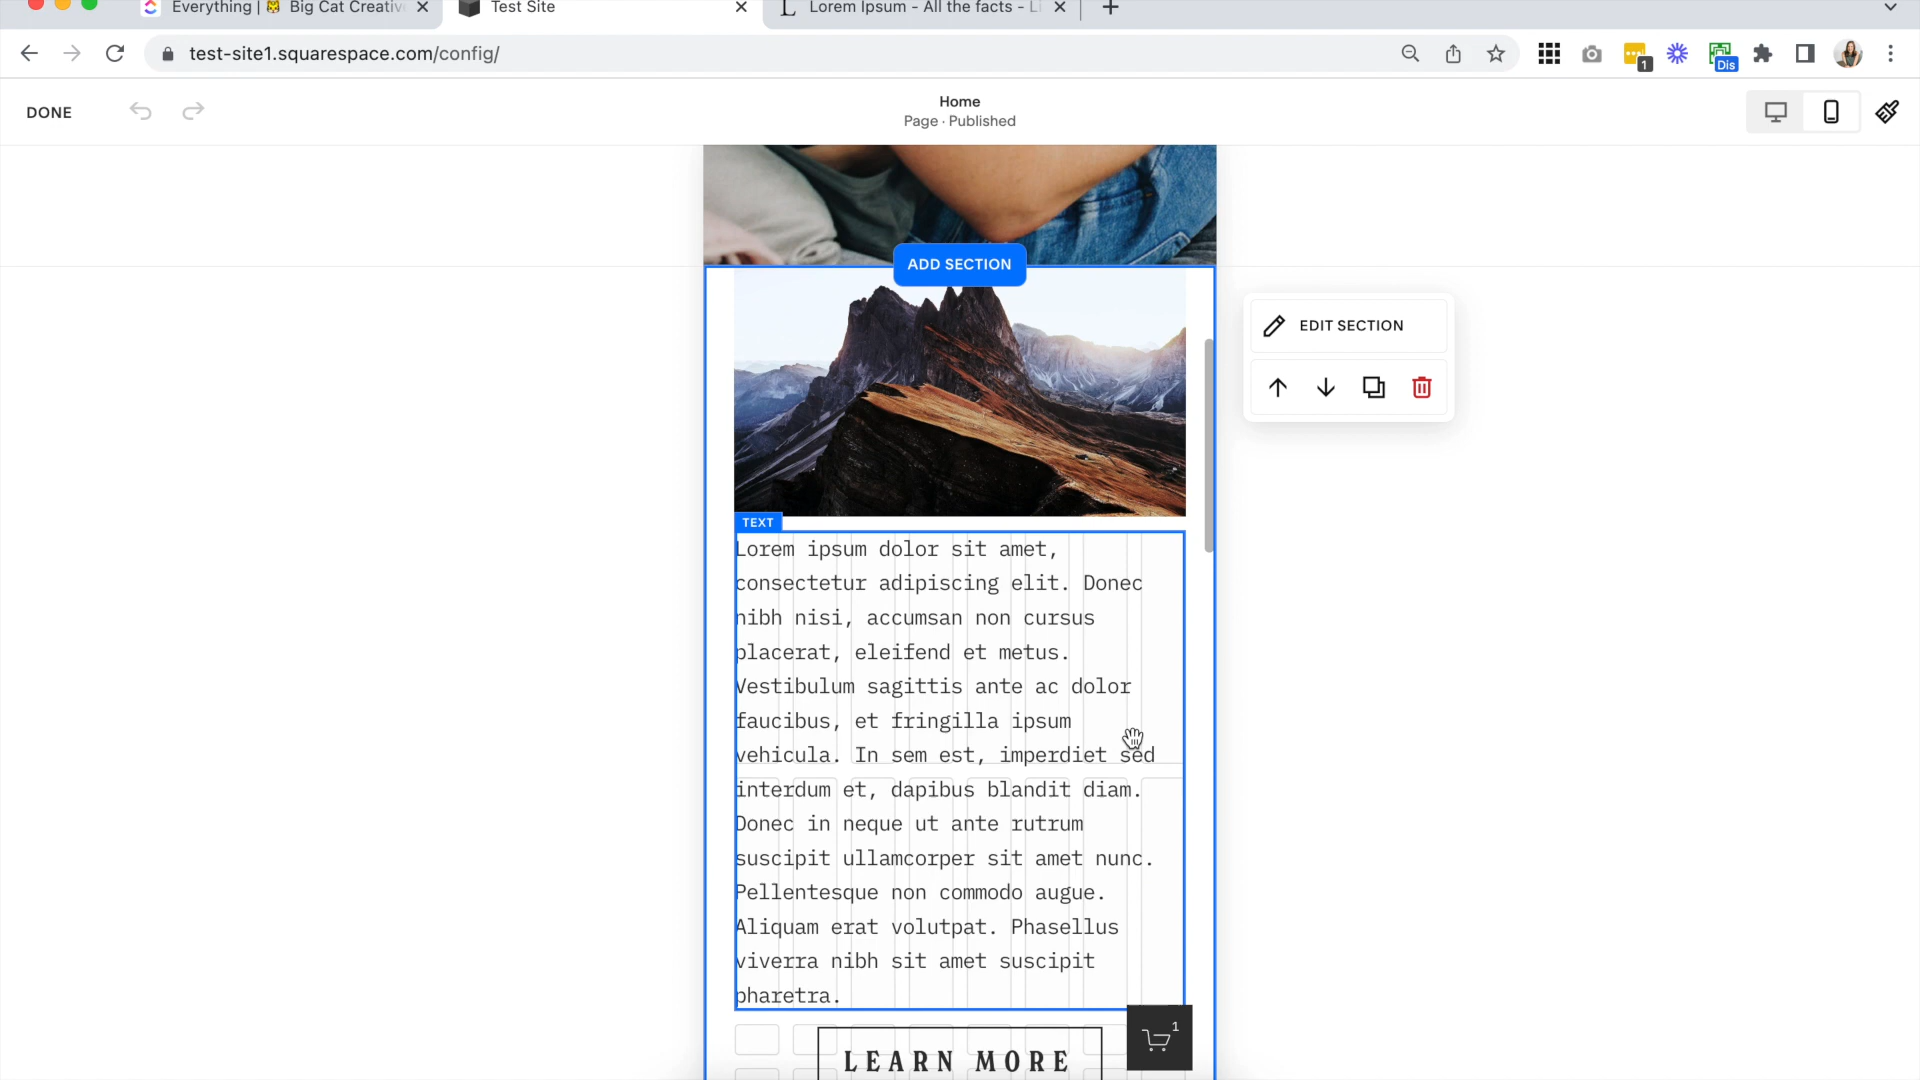 Everything | Big Cat Creativ
Test Site
Lorem Ipsum - All the facts - Li
test-site1.squarespace.com/config/
1
Dis
DONE
Home
Page · Published
ADD SECTION
EDIT SECTION
TEXT
Lorem ipsum dolor sit amet,
consectetur adipiscing elit. Donec
nibh nisi, accumsan non cursus
placerat, eleifend et metus.
Vestibulum sagittis ante ac dolor
faucibus, et fringilla ipsum
vehicula. In sem est, imperdiet sed
interdum et, dapibus blandit diam.
Donec in neque ut ante rutrum
suscipit ullamcorper sit amet nunc.
Pellentesque non commodo augue.
Aliquam erat volutpat. Phasellus
viverra nibh sit amet suscipit
pharetra.
1
LEARN MORE